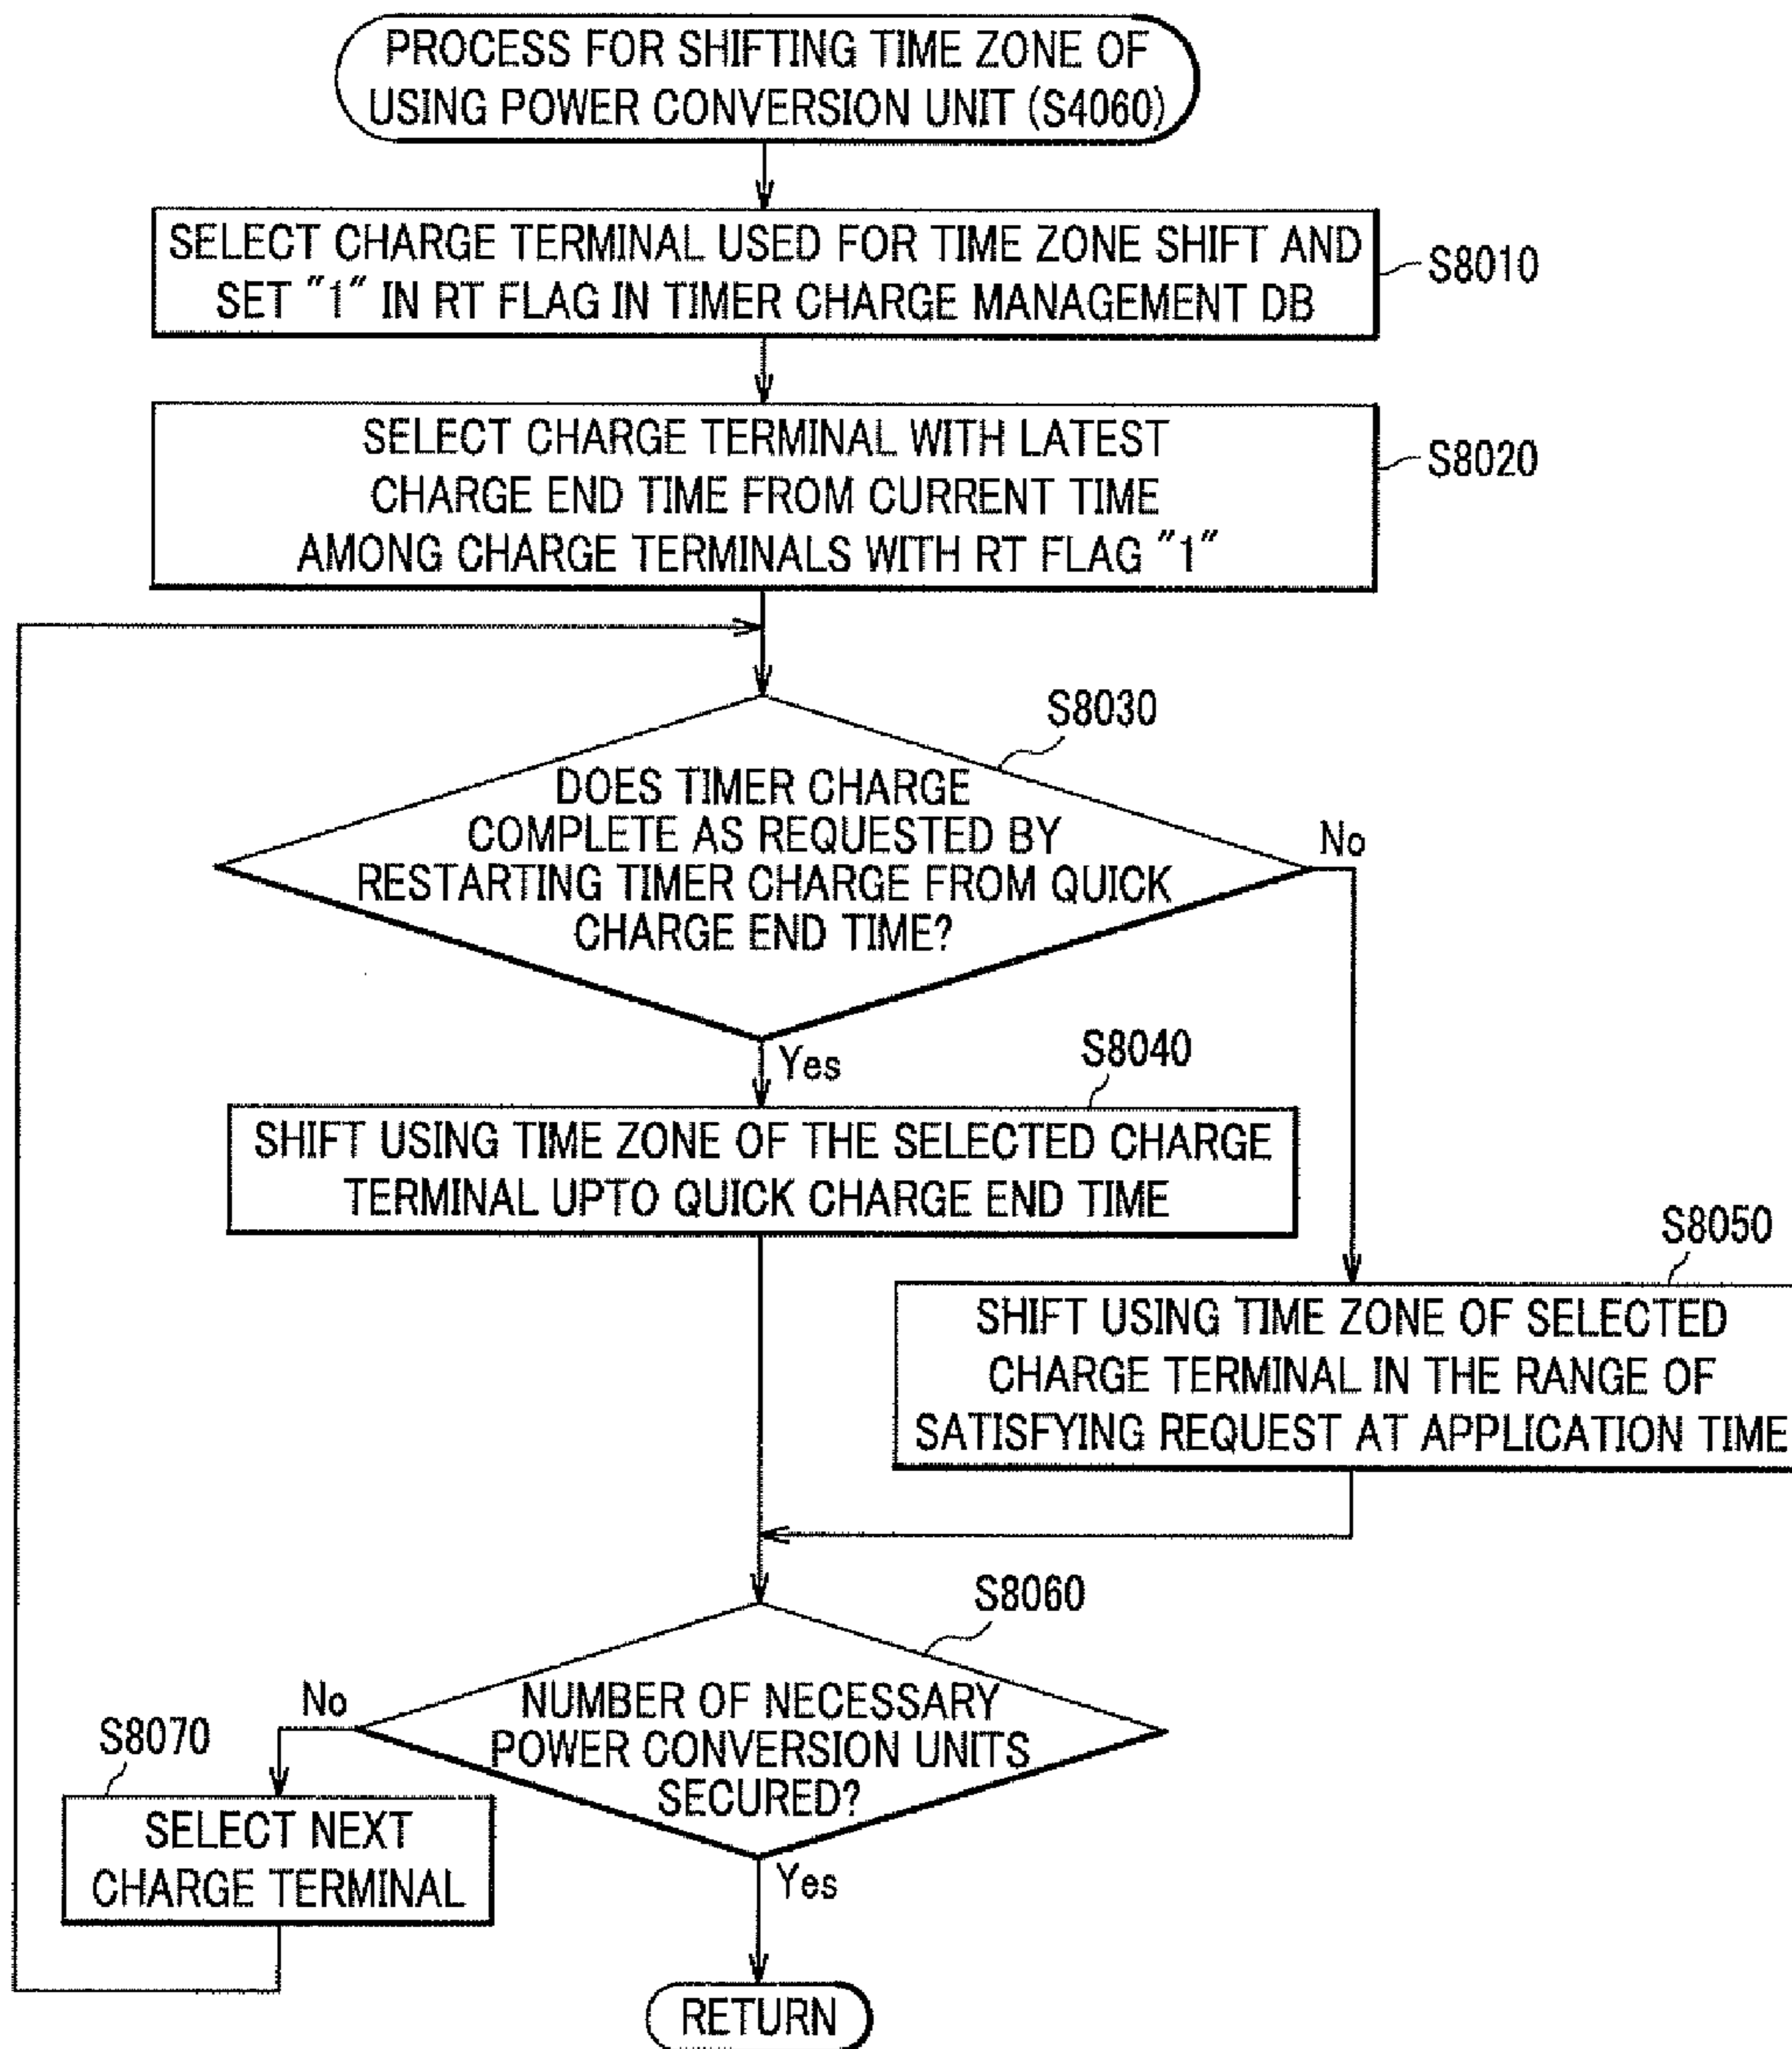 PROCESS FOR SHIFTING TIME ZONE OF
USING POWER CONVERSION UNIT (S4060)
SELECT CHARGE TERMINAL USED FOR TIME ZONE SHIFT AND
SET "1" IN RT FLAG IN TIMER CHARGE MANAGEMENT DB
S8010
SELECT CHARGE TERMINAL WITH LATEST
CHARGE END TIME FROM CURRENT TIME
AMONG CHARGE TERMINALS WITH RT FLAG "1"
S8020
S8030
DOES TIMER CHARGE
COMPLETE AS REQUESTED BY
RESTARTING TIMER CHARGE FROM QUICK
CHARGE END TIME?
No
Yes
S8040
SHIFT USING TIME ZONE OF THE SELECTED CHARGE
TERMINAL UPTO QUICK CHARGE END TIME
S8050
SHIFT USING TIME ZONE OF SELECTED
CHARGE TERMINAL IN THE RANGE OF
SATISFYING REQUEST AT APPLICATION TIME
S8060
NUMBER OF NECESSARY
POWER CONVERSION UNITS
SECURED?
No
Yes
S8070
SELECT NEXT
CHARGE TERMINAL
RETURN